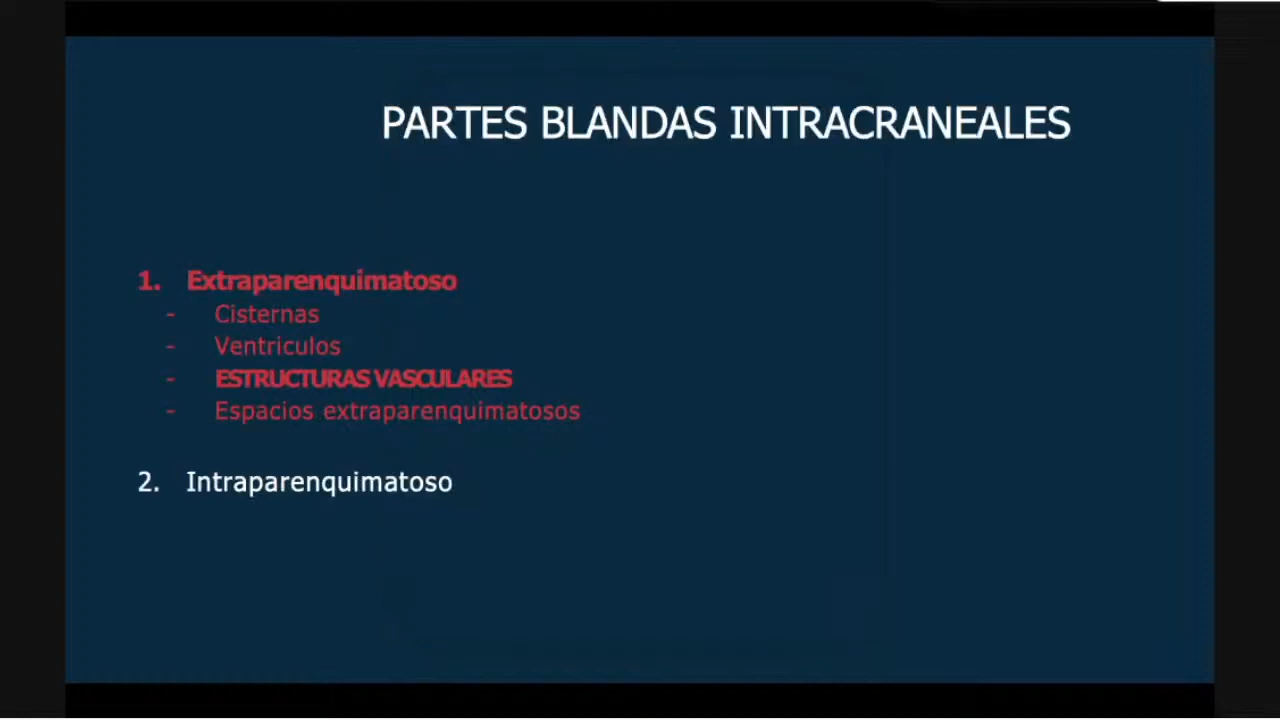 PARTES BLANDAS INTRACRANEALES
1. Extraparenquimatoso
- Cisternas
- Ventriculos
- ESTRUCTURAS VASCULARES
- Espacios extraparenquimatosos
2. Intraparenquimatoso